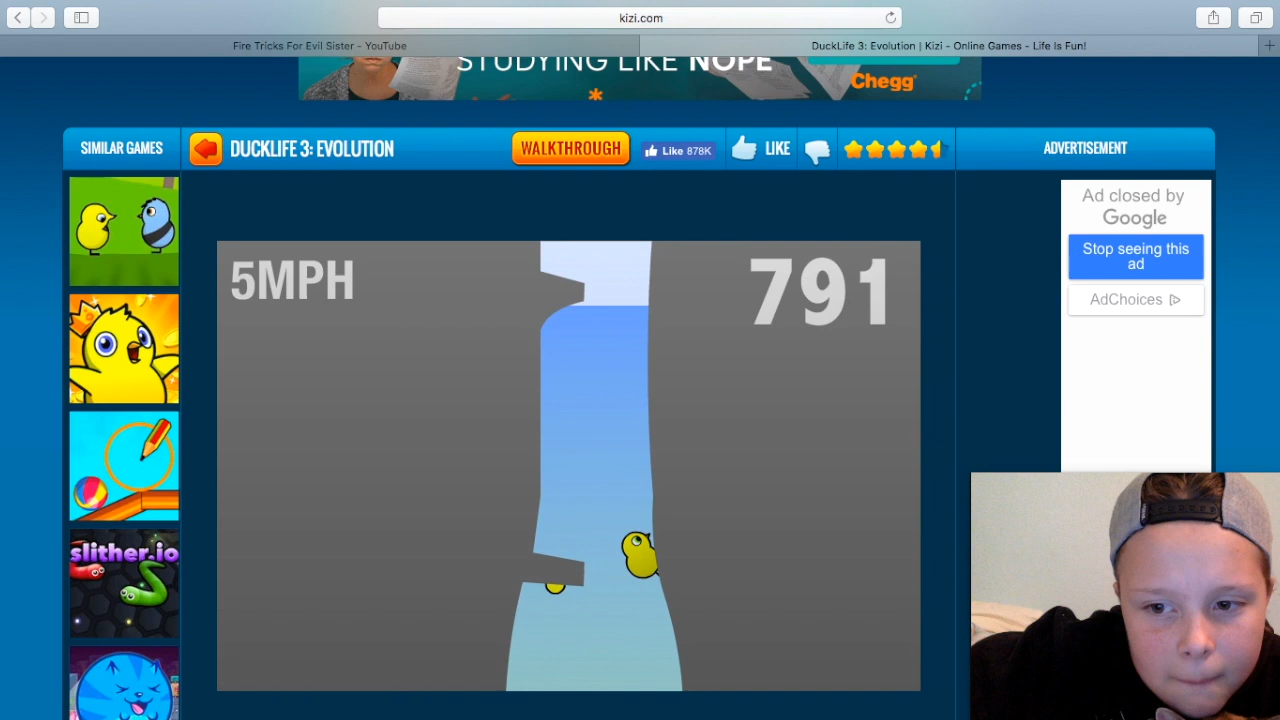 kizi.com
Fire Tricks For Evil Sister - YouTube
DuckLife 3: Evolution | Kizi - Online Games - Life Is Fun!
STUDYING LIKE NOPE
*
Chegg
SIMILAR GAMES
DUCKLIFE 3: EVOLUTION
WALKTHROUGH
Like 878K
LIKE
ADVERTISEMENT
Ad closed by
Google
Stop seeing this
ad
AdChoices
5MPH
791
slither.io